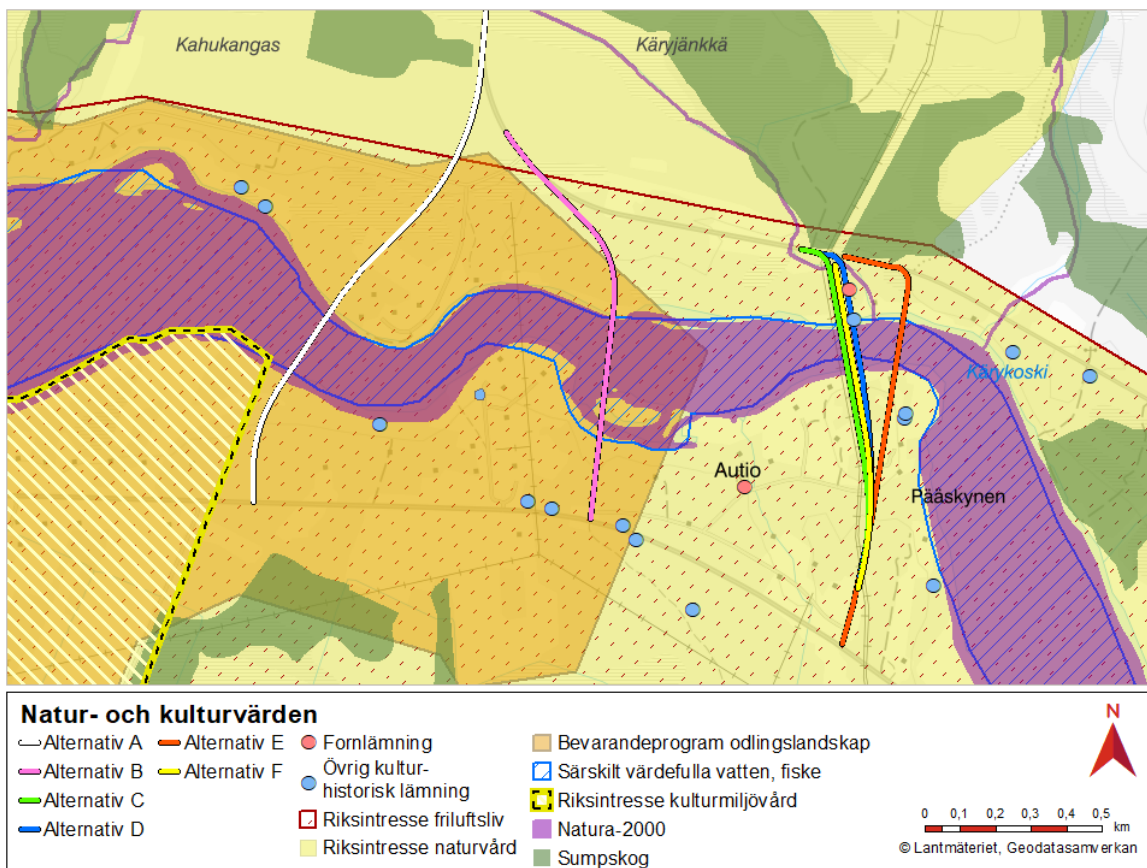 Kahukangas
Käryjänkkä
Kärykoski
Autio
Pääskynen
Natur- och kulturvärden
Alternativ A
Alternativ B
Alternativ C
Alternativ D
Alternativ E
Alternativ F
Fornlämning
Övrig kultur-
historisk lämning
Riksintresse friluftsliv
Riksintresse naturvård
Bevarandeprogram odlingslandskap
Särskilt värdefulla vatten, fiske
Riksintresse kulturmiljövård
Natura-2000
Sumpskog
N
0 0,1 0,2 0,3 0,4 0,5
km
© Lantmäteriet, Geodatasamverkan